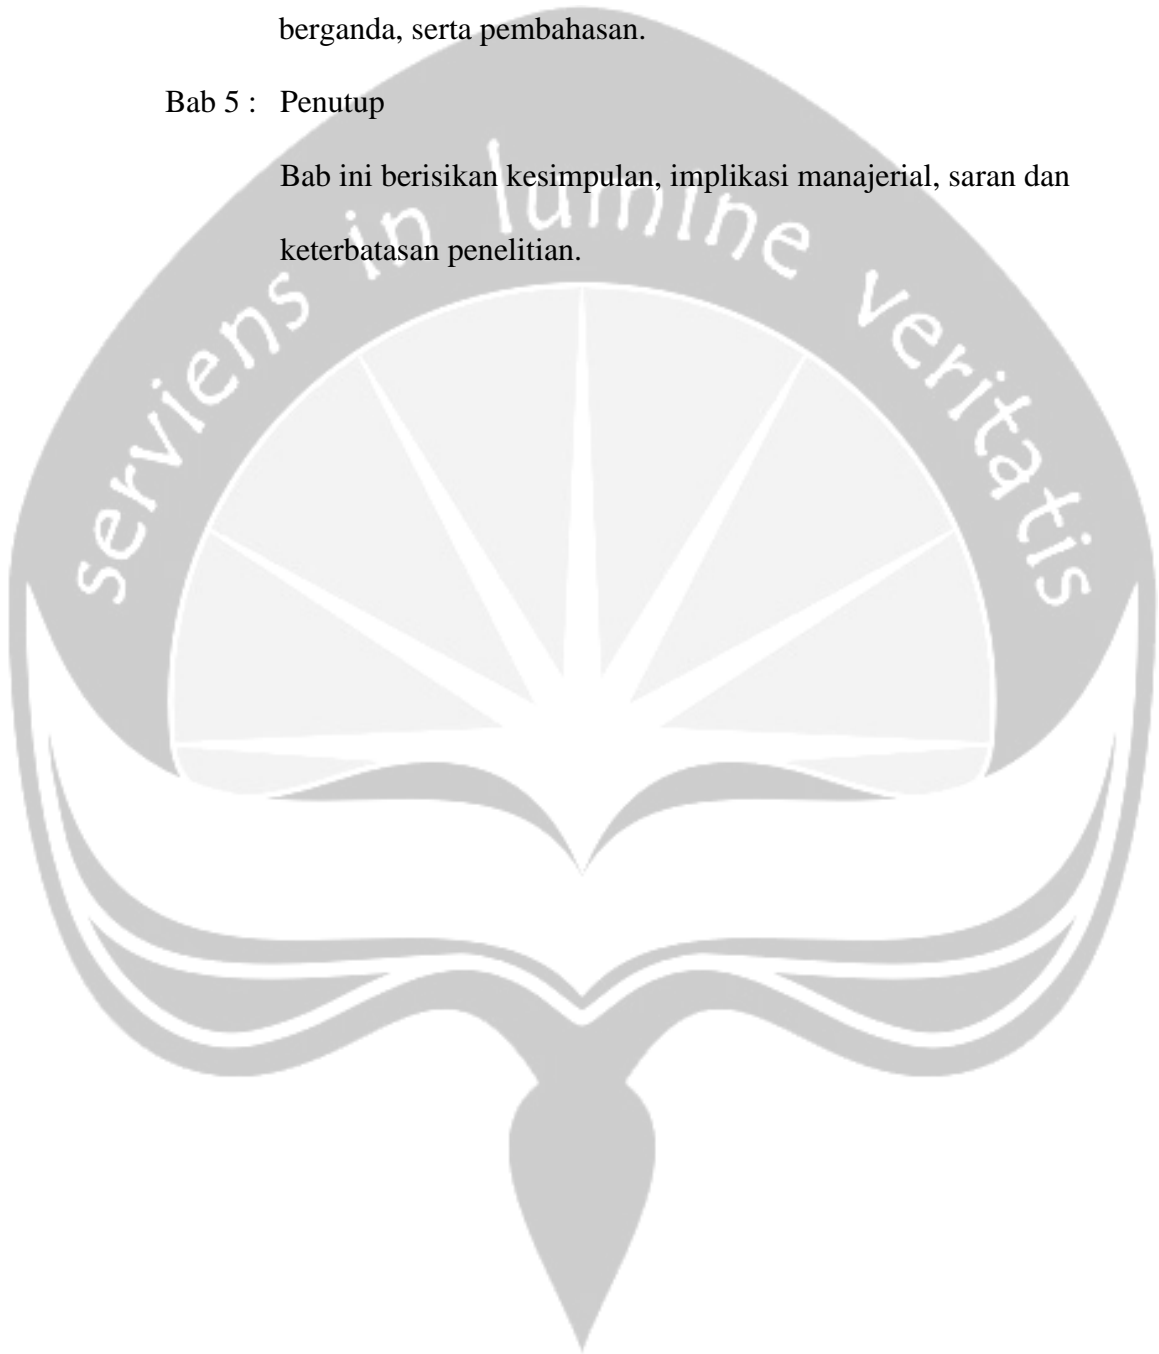 berganda, serta pembahasan.
Bab 5 : Penutup
Bab ini berisikan kesimpulan, implikasi manajerial, saran dan
keterbatasan penelitian.
serviens in lumine veritatis